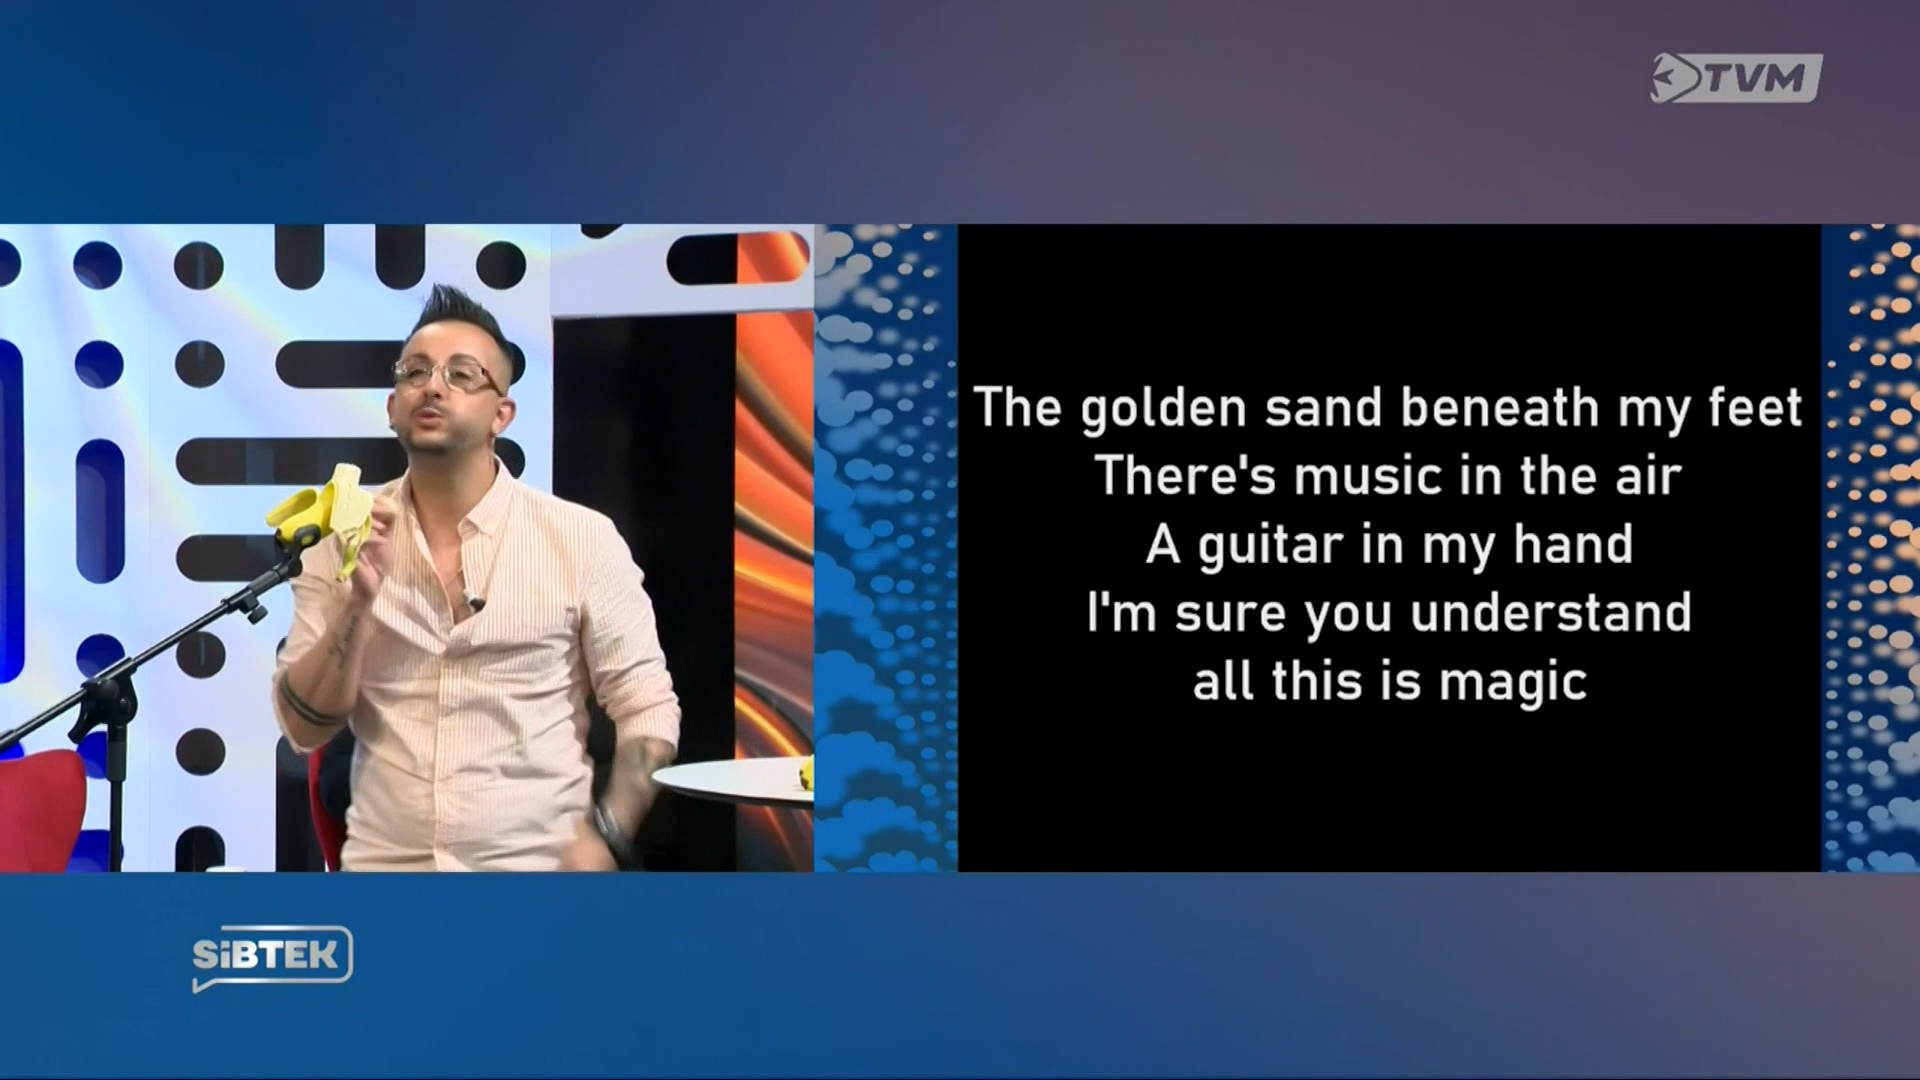 TVM
The golden sand beneath my feet
There's music in the air
A guitar in my hand
I'm sure you understand
all this is magic
SiBTEK